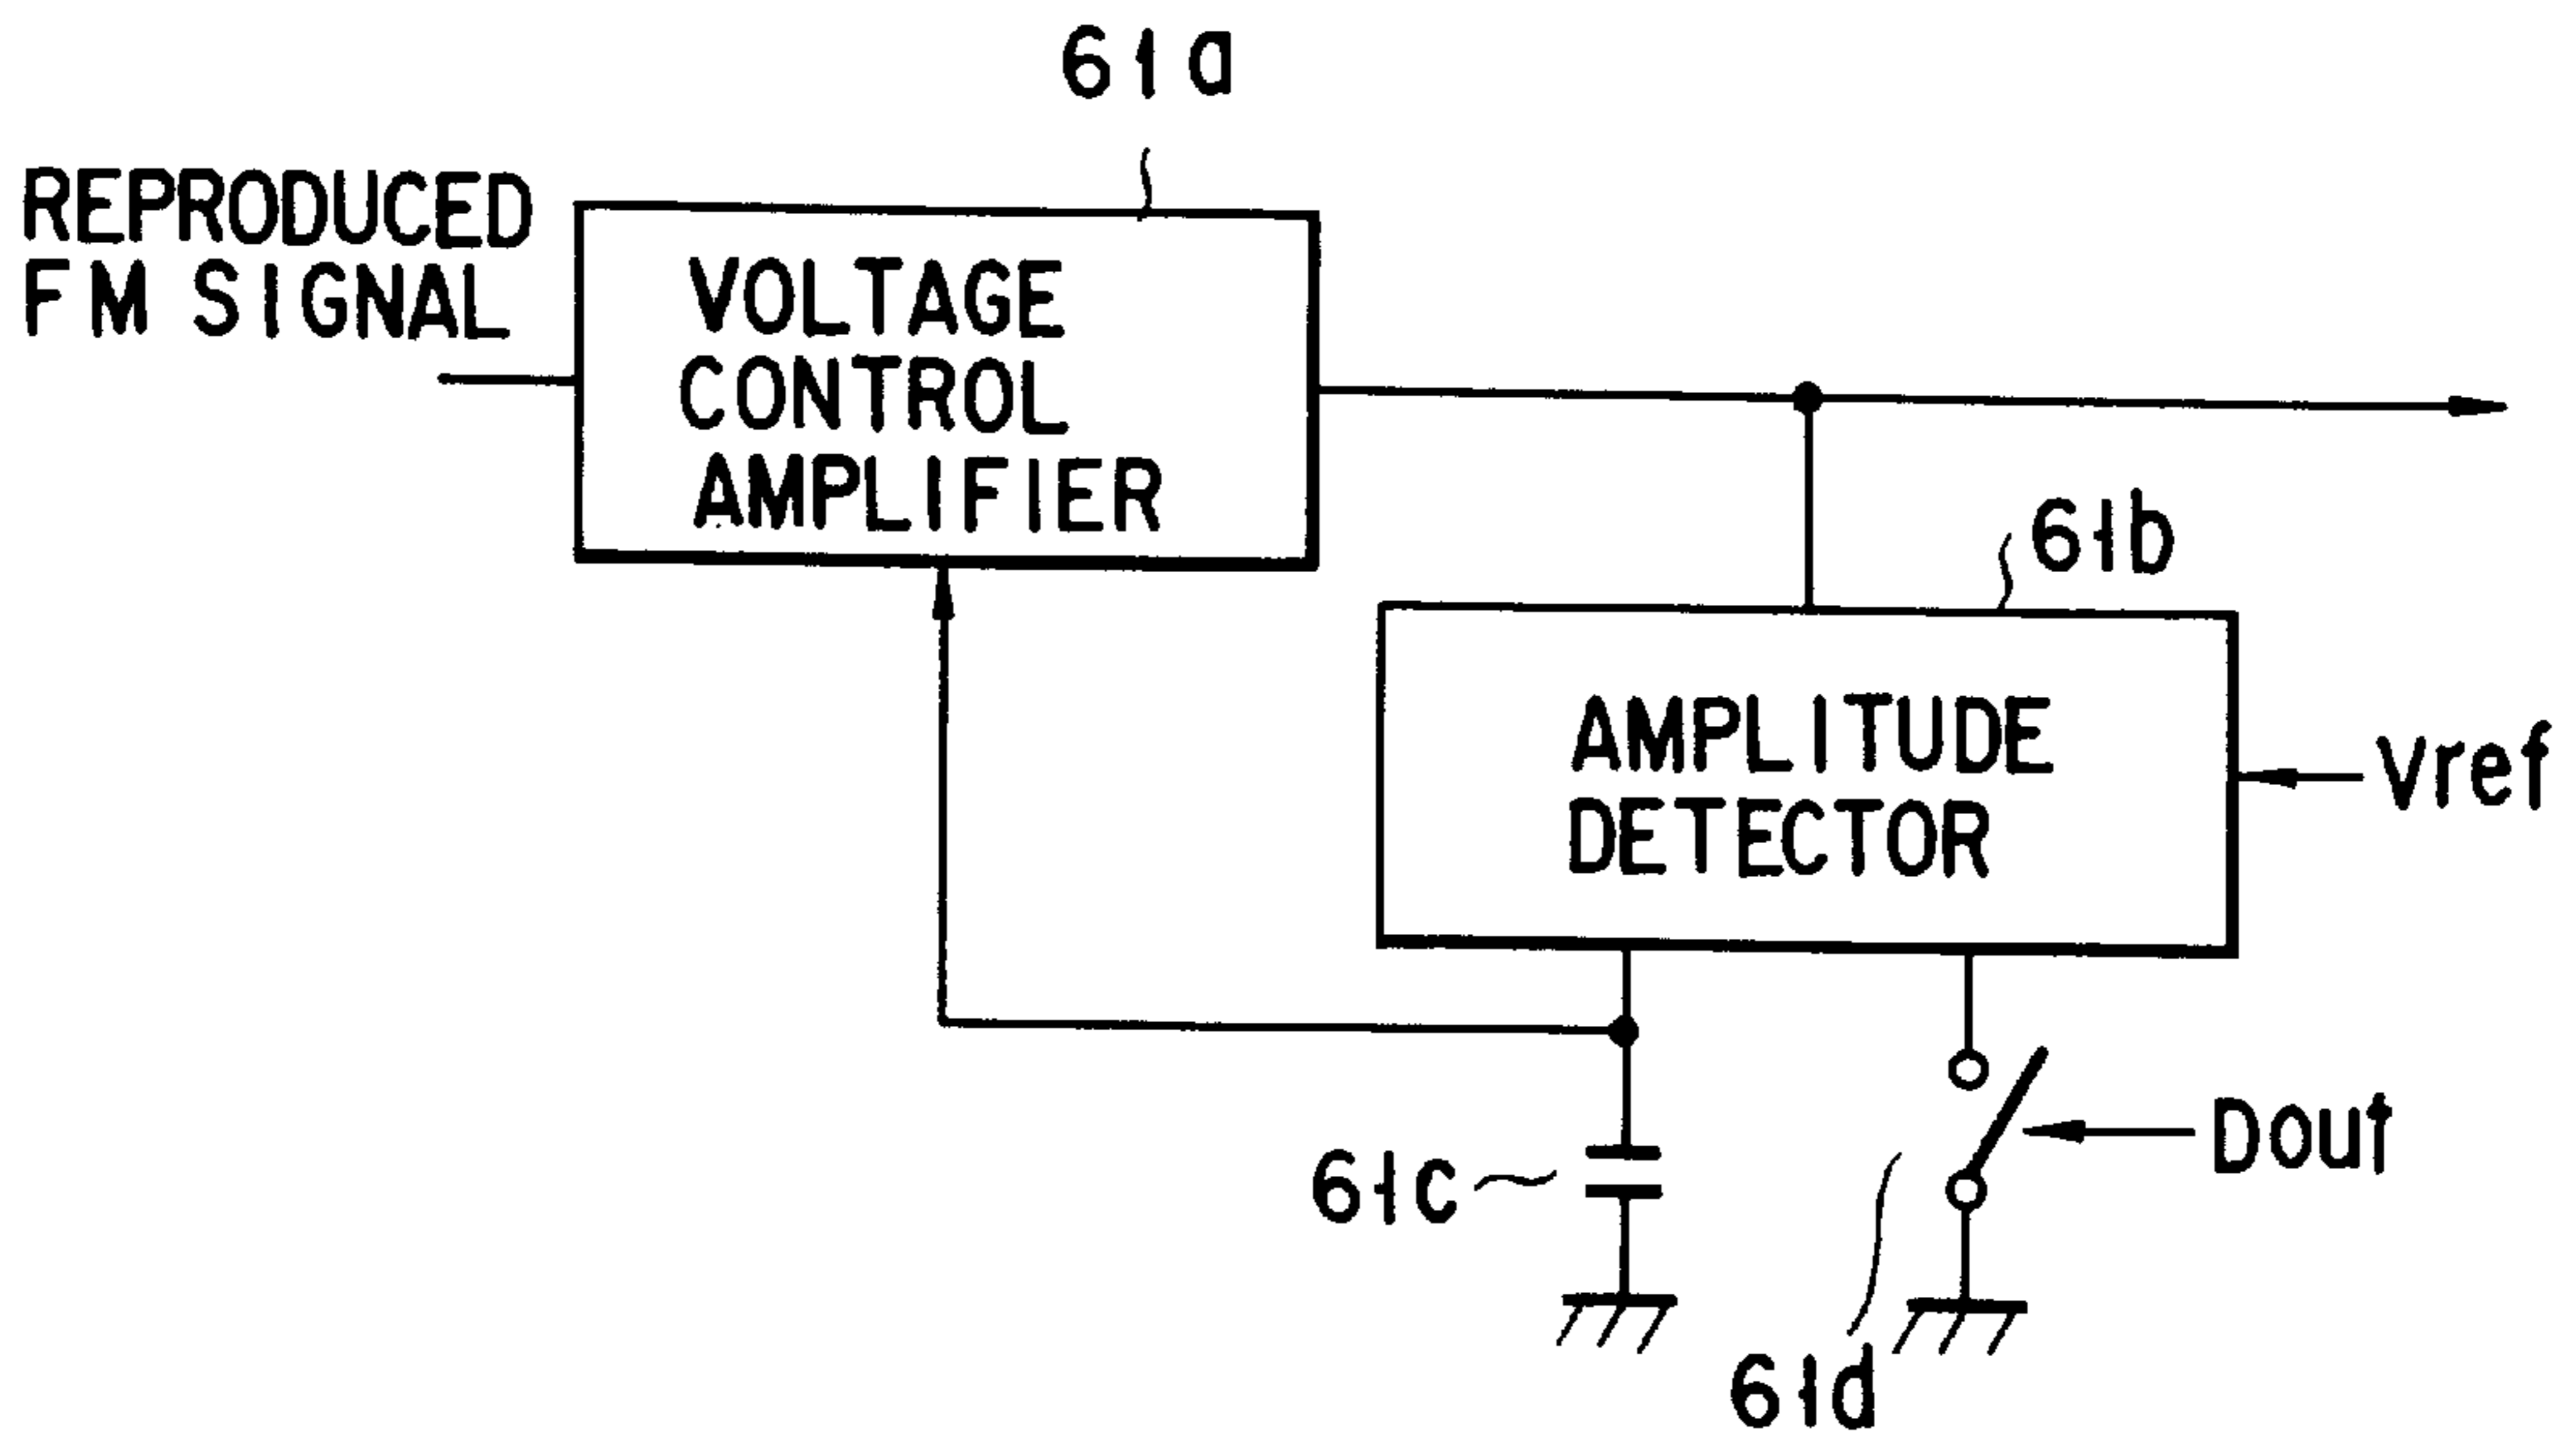 61a
REPRODUCED
FM SIGNAL
VOLTAGE
CONTROL
AMPLIFIER
61b
AMPLITUDE
DETECTOR
Vref
61c
Dout
61d